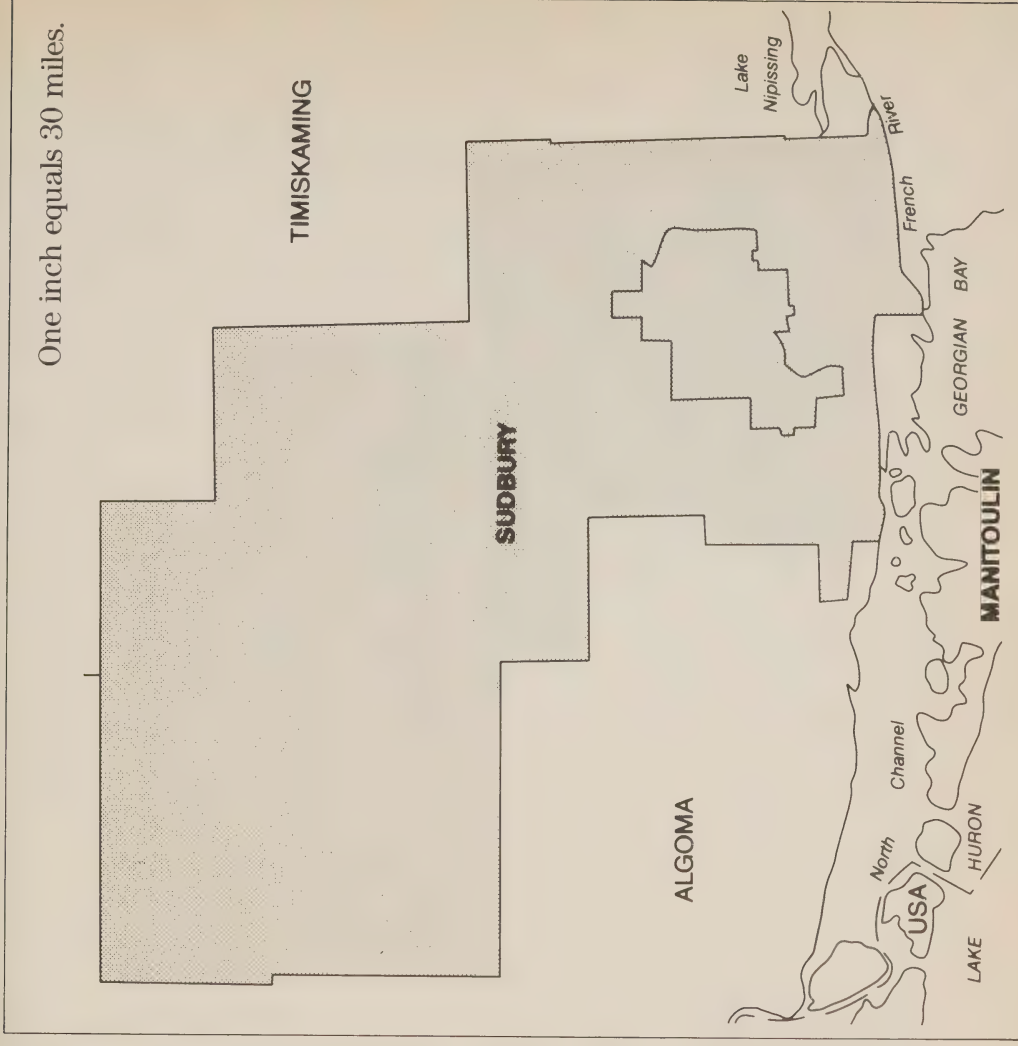 One inch equals 30 miles.
TIMISKAMING
Lake
Nipissing
SUDBURY
River
French
GEORGIAN BAY
MANITOULIN
ALGOMA
North Channel
USA
LAKE HURON